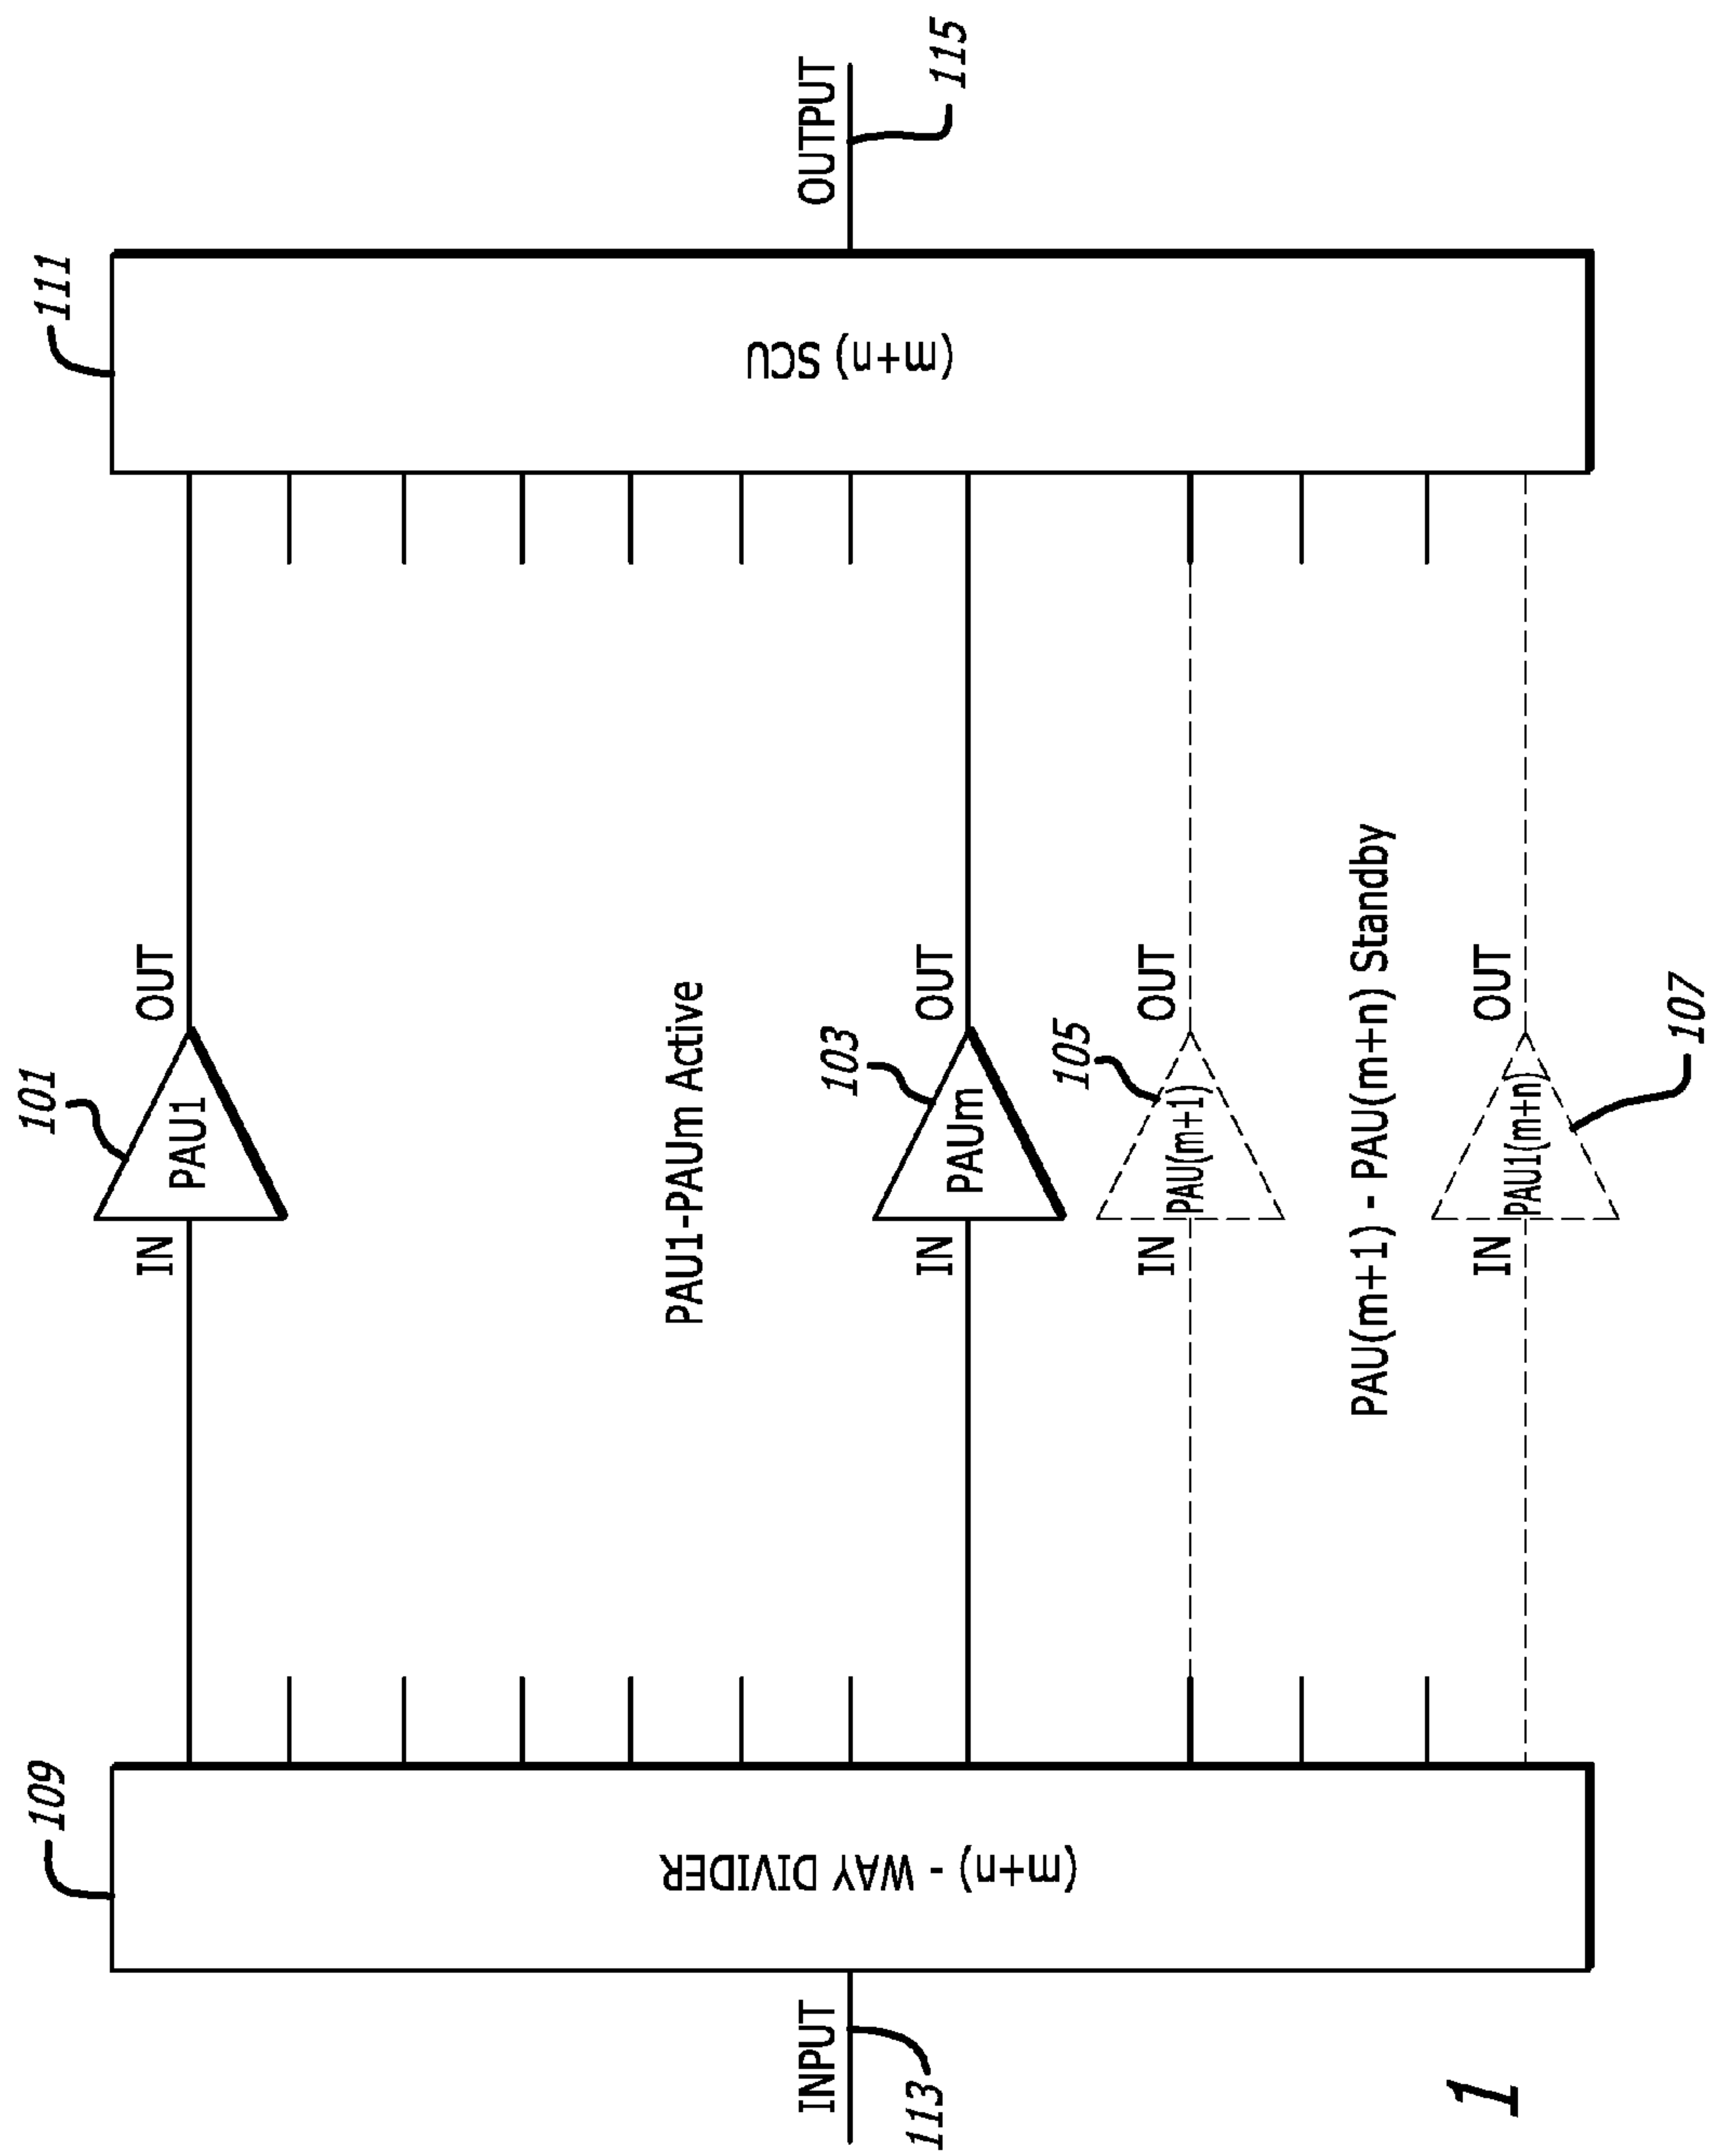 109
111
101
PAU1
IN
OUT
INPUT
113
(m+n) - WAY DIVIDER
PAU1-PAUm Active
(m+n) SCU
OUTPUT
115
103
PAUm
IN
OUT
105
PAU(m+1)
IN
OUT
PAU(m+1) - PAU(m+n) Standby
PAU1(m+n)
IN
OUT
107
1